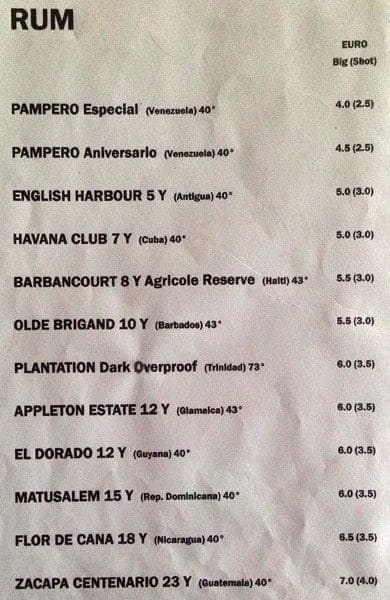 RUM
EURO
Big (Shot)
PAMPERO Especial (Venezuela) 40° 4.0 (2.5)
PAMPERO Aniversario (Venezuela) 40° 4.5 (2.5)
ENGLISH HARBOUR 5 Y (Antigua) 40° 5.0 (3.0)
HAVANA CLUB 7 Y (Cuba) 40° 5.0 (3.0)
BARBANCOURT 8 Y Agricole Reserve (Haiti) 43° 5.5 (3.0)
OLDE BRIGAND 10 Y (Barbados) 43° 5.5 (3.0)
PLANTATION Dark Overproof (Trinidad) 73° 6.0 (3.5)
APPLETON ESTATE 12 Y (Giamaica) 43° 6.0 (3.5)
EL DORADO 12 Y (Guyana) 40° 6.0 (3.5)
MATUSALEM 15 Y (Rep. Dominicana) 40° 6.0 (3.5)
FLOR DE CANA 18 Y (Nicaragua) 40° 6.5 (3.5)
ZACAPA CENTENARIO 23 Y (Guatemala) 40° 7.0 (4.0)